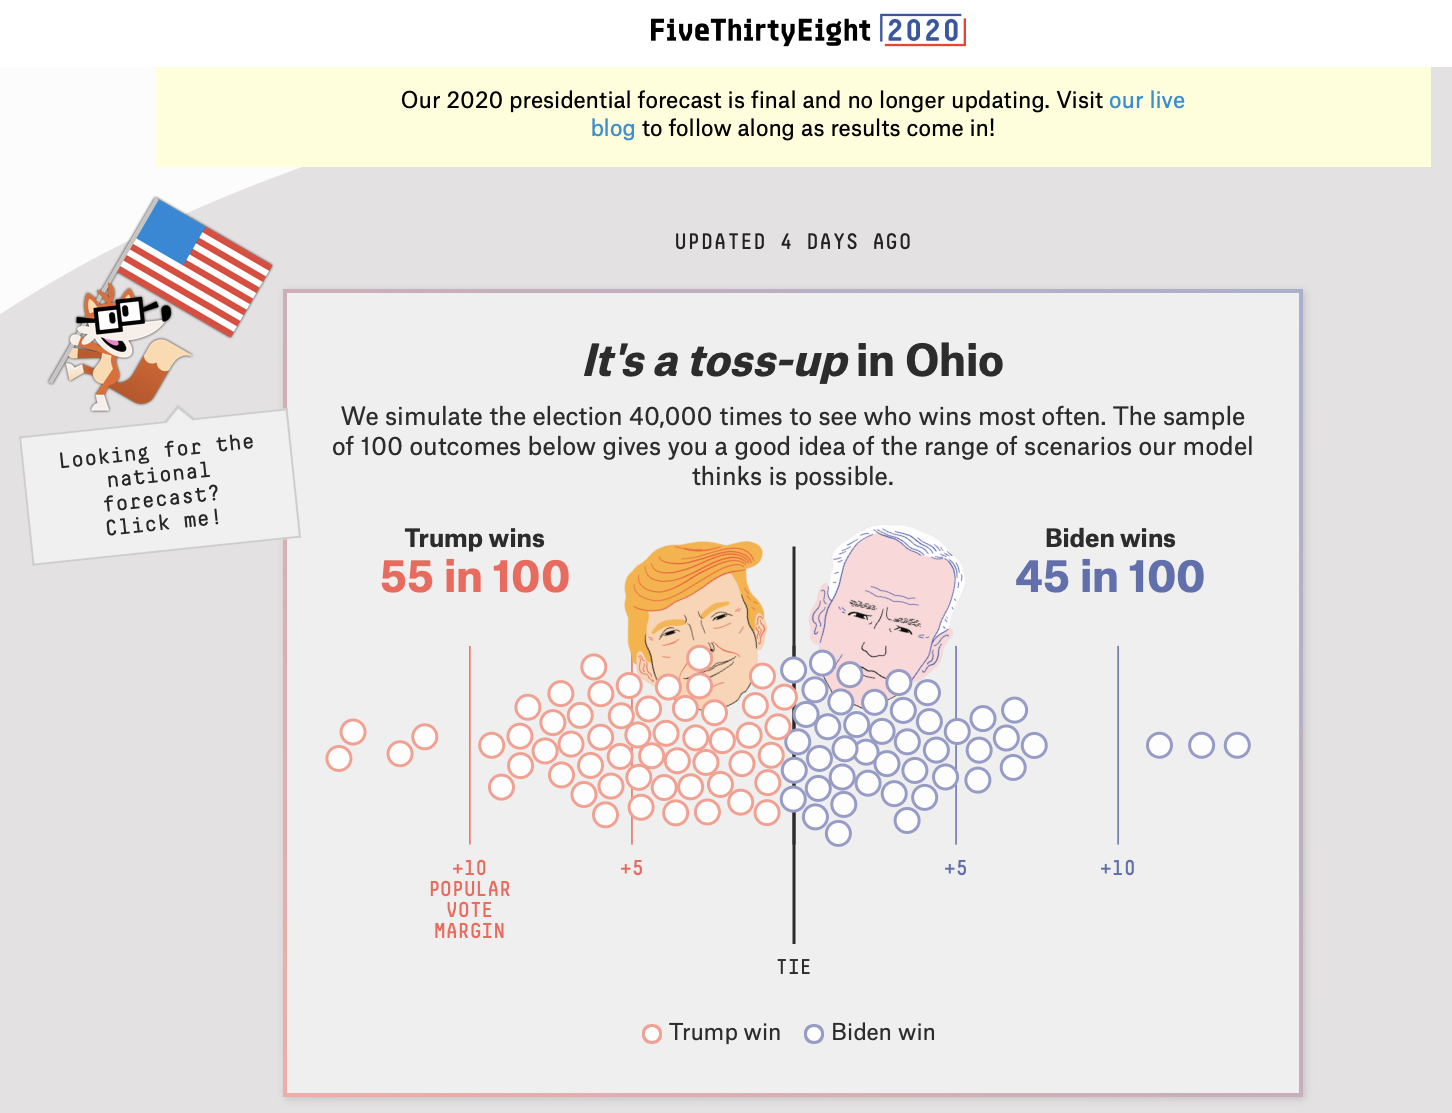 FiveThirtyEight 2020
Our 2020 presidential forecast is final and no longer updating. Visit our live
blog to follow along as results come in!
UPDATED 4 DAYS AGO
It's a toss-up in Ohio
We simulate the election 40,000 times to see who wins most often. The sample
of 100 outcomes below gives you a good idea of the range of scenarios our model
thinks is possible.
Looking for the
national
forecast?
Click me!
Trump wins
55 in 100
Biden wins
45 in 100
+10
POPULAR
VOTE
MARGIN
+5
+5
+10
TIE
Trump win
Biden win